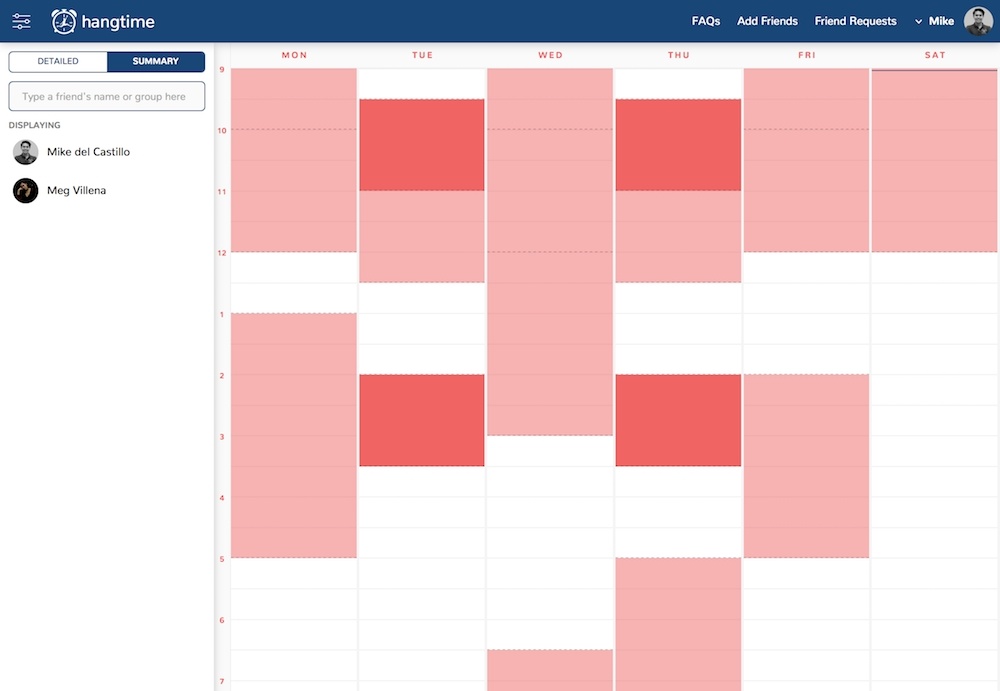 hangtime
FAQs Add Friends Friend Requests Mike
DETAILED SUMMARY
Type a friend's name or group here
DISPLAYING
Mike del Castillo
Meg Villena
MON TUE WED THU FRI SAT
9
10
11
12
1
2
3
4
5
6
7